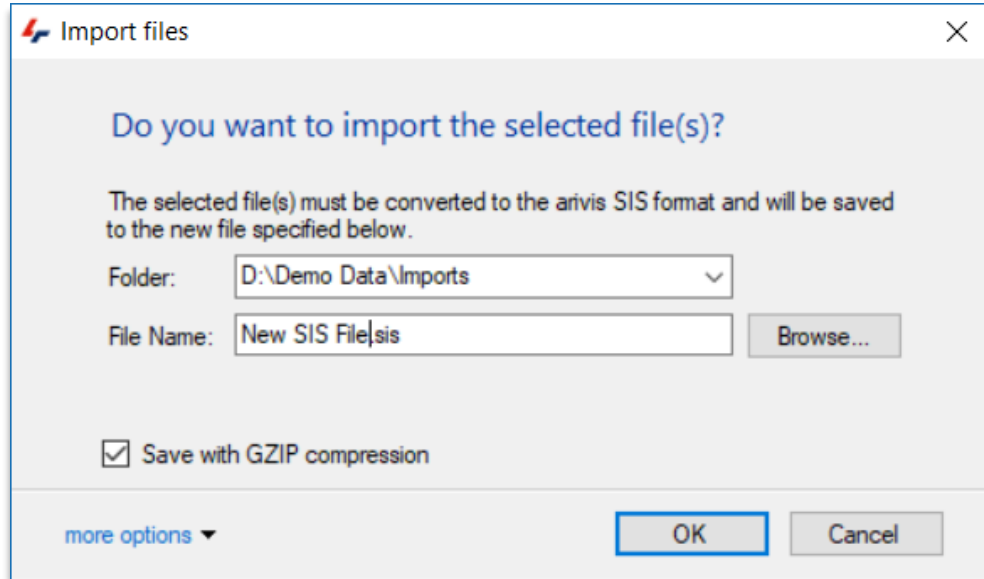 Import files
Do you want to import the selected file(s)?
The selected file(s) must be converted to the arivis SIS format and will be saved
to the new file specified below.
Folder: D:\Demo Data\Imports
File Name: New SIS File.sis Browse...
Save with GZIP compression
more options OK Cancel